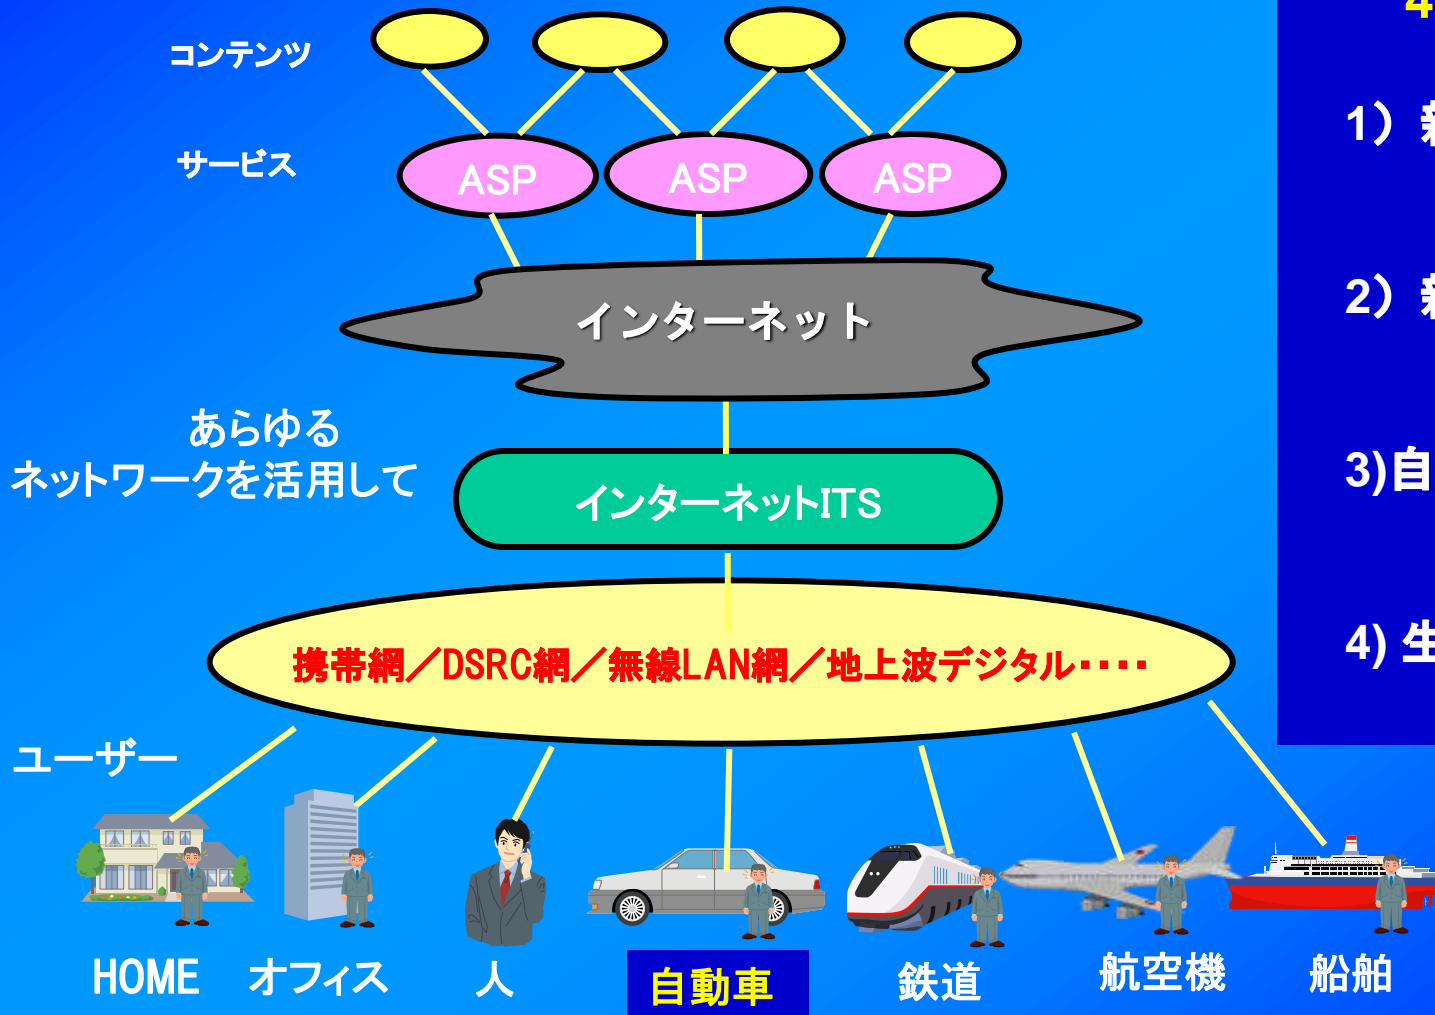 コンテンツ
サービス
ASP
ASP
ASP
インターネット
あらゆる
ネットワークを活用して
インターネットITS
携帯網／DSRC網／無線LAN網／地上波デジタル････
ユーザー
HOME
オフィス
人
自動車
鉄道
航空機
船舶
4
1）新
2）新
3)自
4) 生